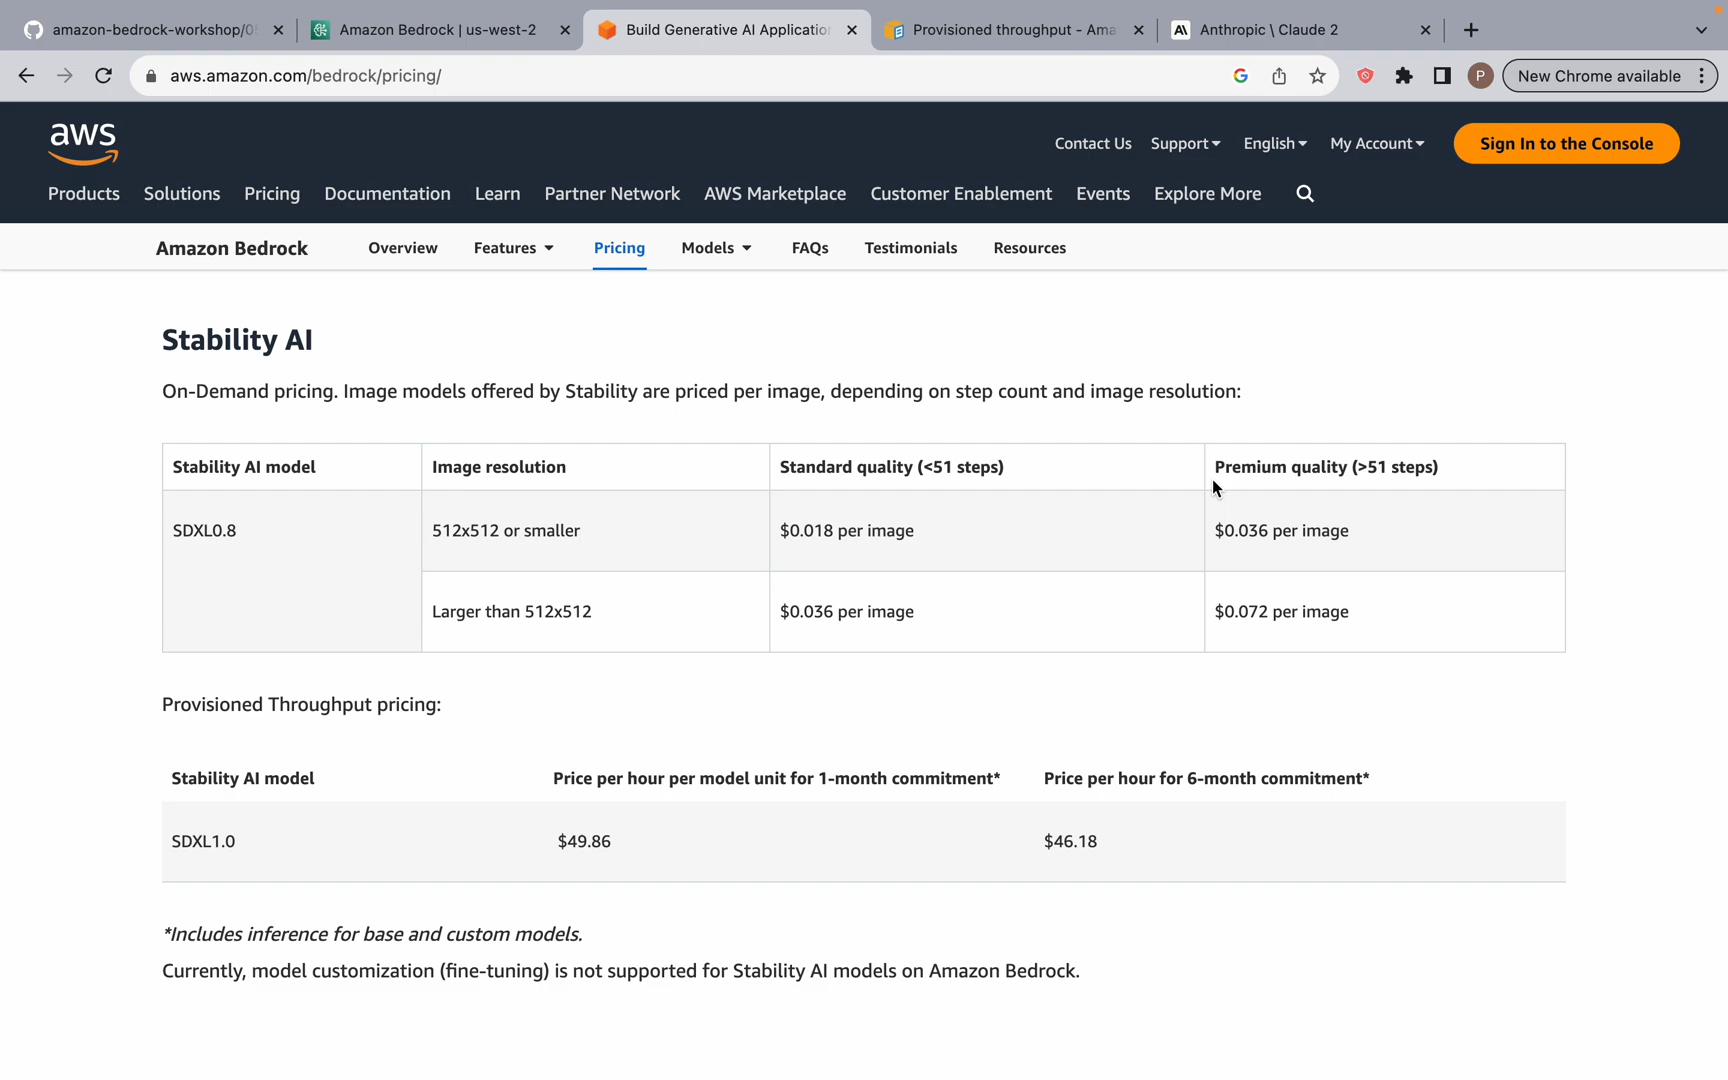 amazon-bedrock-workshop/0
Amazon Bedrock | us-west-2
Build Generative AI Applicatio
Provisioned throughput - Ama
Anthropic \ Claude 2
aws.amazon.com/bedrock/pricing/
P
New Chrome available
aws
Contact Us
Support
English
My Account
Sign In to the Console
Products
Solutions
Pricing
Documentation
Learn
Partner Network
AWS Marketplace
Customer Enablement
Events
Explore More
Amazon Bedrock
Overview
Features
Pricing
Models
FAQs
Testimonials
Resources
Stability AI
On-Demand pricing. Image models offered by Stability are priced per image, depending on step count and image resolution:
Stability AI model
Image resolution
Standard quality (<51 steps)
Premium quality (>51 steps)
SDXL0.8
512x512 or smaller
$0.018 per image
$0.036 per image
Larger than 512x512
$0.036 per image
$0.072 per image
Provisioned Throughput pricing:
Stability AI model
Price per hour per model unit for 1-month commitment*
Price per hour for 6-month commitment*
SDXL1.0
$49.86
$46.18
*Includes inference for base and custom models.
Currently, model customization (fine-tuning) is not supported for Stability AI models on Amazon Bedrock.